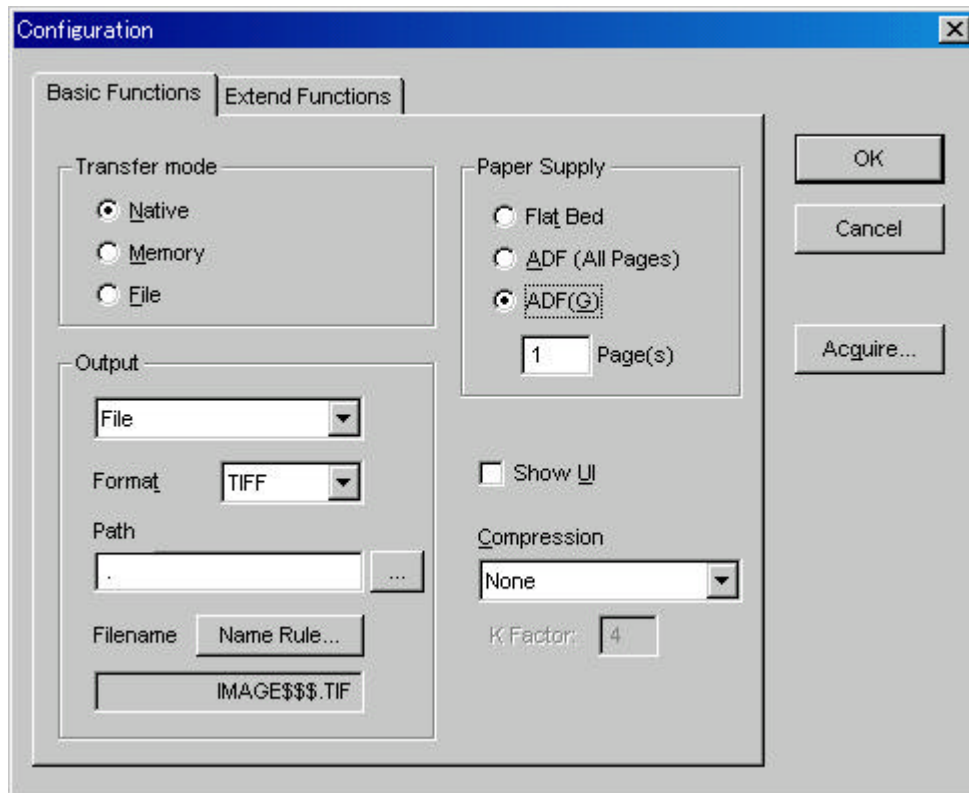 Configuration
Basic Functions
Extend Functions
Transfer mode
Native
Memory
File
Output
File
Format
TIFF
Path
.
...
Filename
Name Rule...
IMAGE$$$.TIF
Paper Supply
Flat Bed
ADF (All Pages)
ADF(G)
1
Page(s)
Show UI
Compression
None
K Factor:
4
OK
Cancel
Acquire...